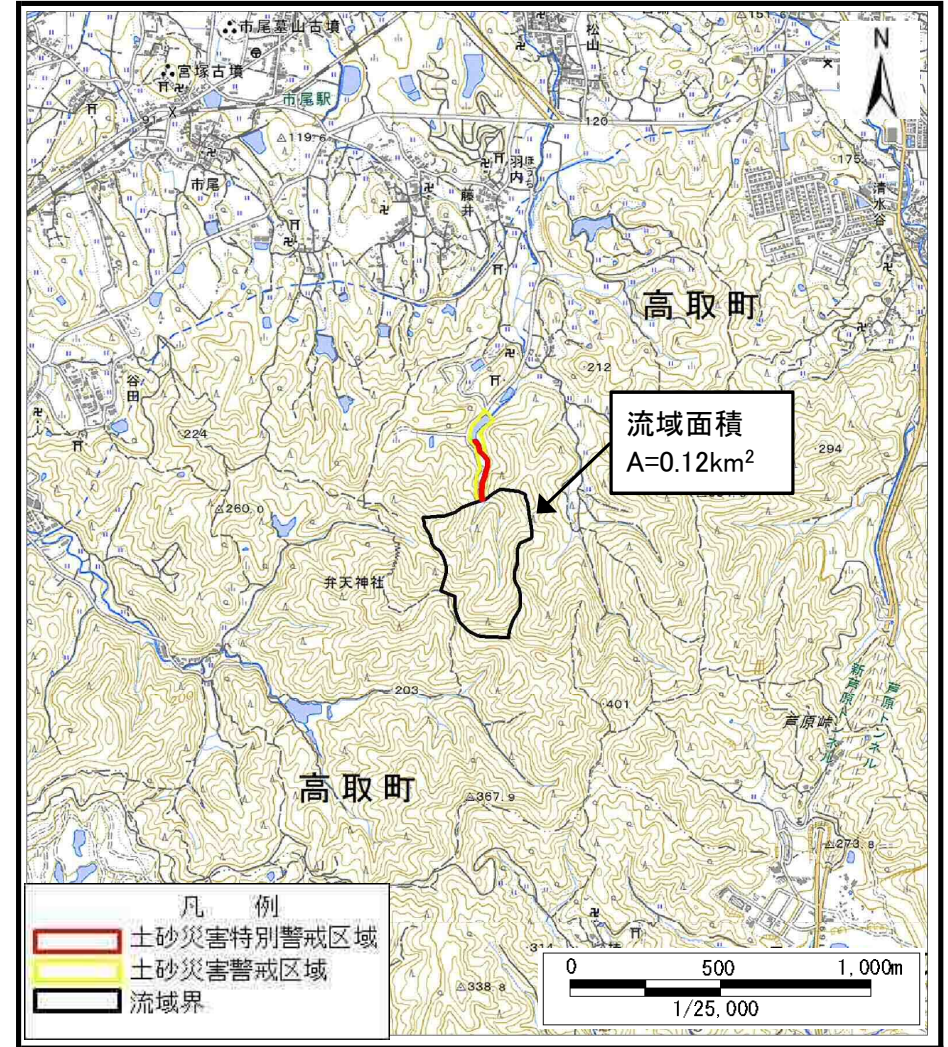 市尾墓山古墳
松山
N
宮塚古墳
市尾駅
91
119.6
120
175
市尾
羽内
ほうち
藤井
清水谷
高取町
212
流域面積
A=0.12km²
谷田
224
294
260.0
弁天神社
203
401
芦原峠
新芦原トンネル
芦原トンネル
高取町
367.9
273.8
凡 例
土砂災害特別警戒区域
土砂災害警戒区域
流域界
314
338.8
0 500 1,000m
1/25,000